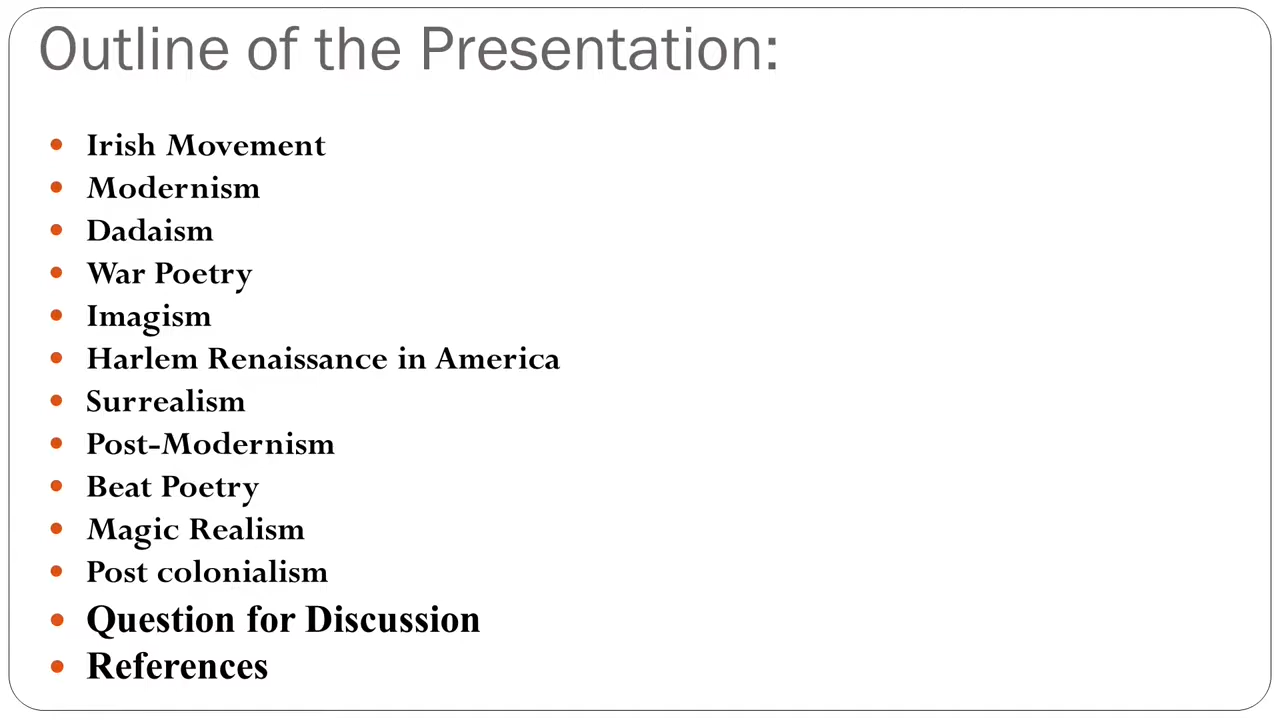 Outline of the Presentation:
• Irish Movement
• Modernism
• Dadaism
• War Poetry
• Imagism
• Harlem Renaissance in America
• Surrealism
• Post-Modernism
• Beat Poetry
• Magic Realism
• Post colonialism
• Question for Discussion
• References